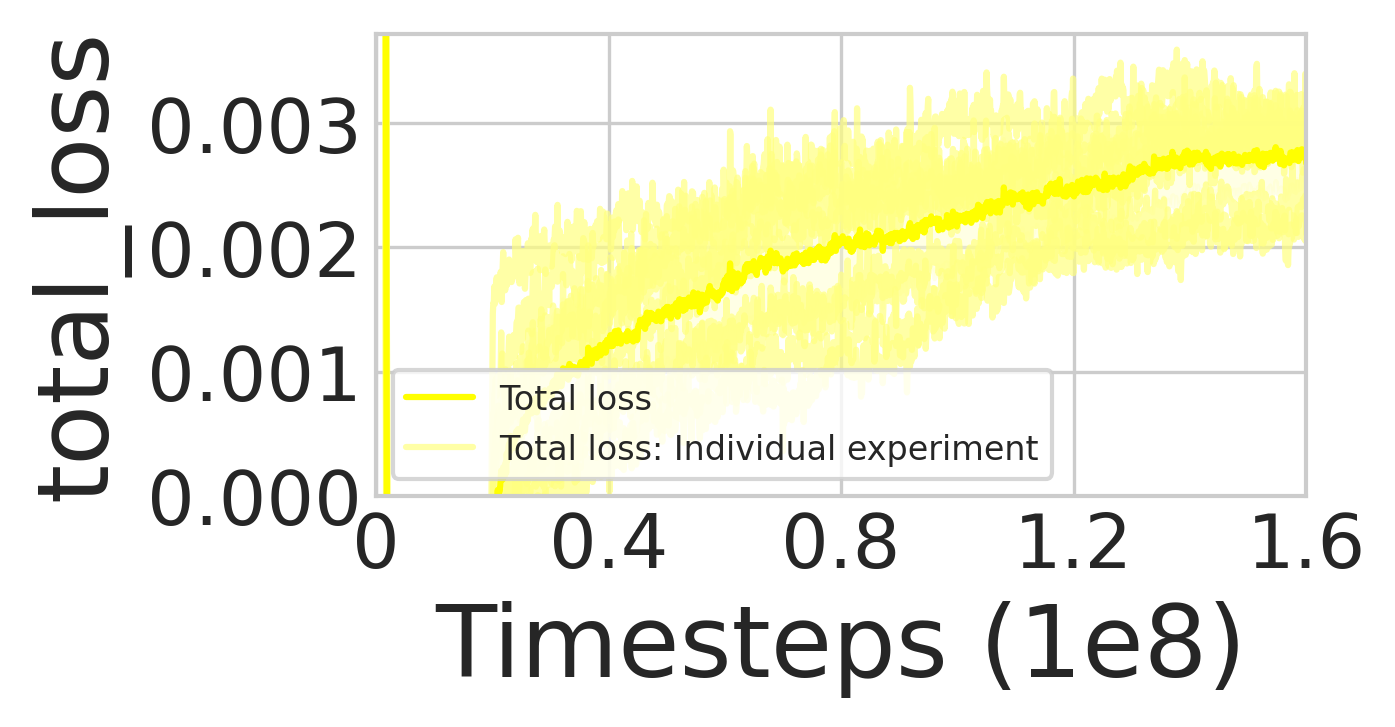 total_loss
0.003
0.002
0.001
0.000
Total loss
Total loss: Individual experiment
0 0.4 0.8 1.2 1.6
Timesteps (1e8)